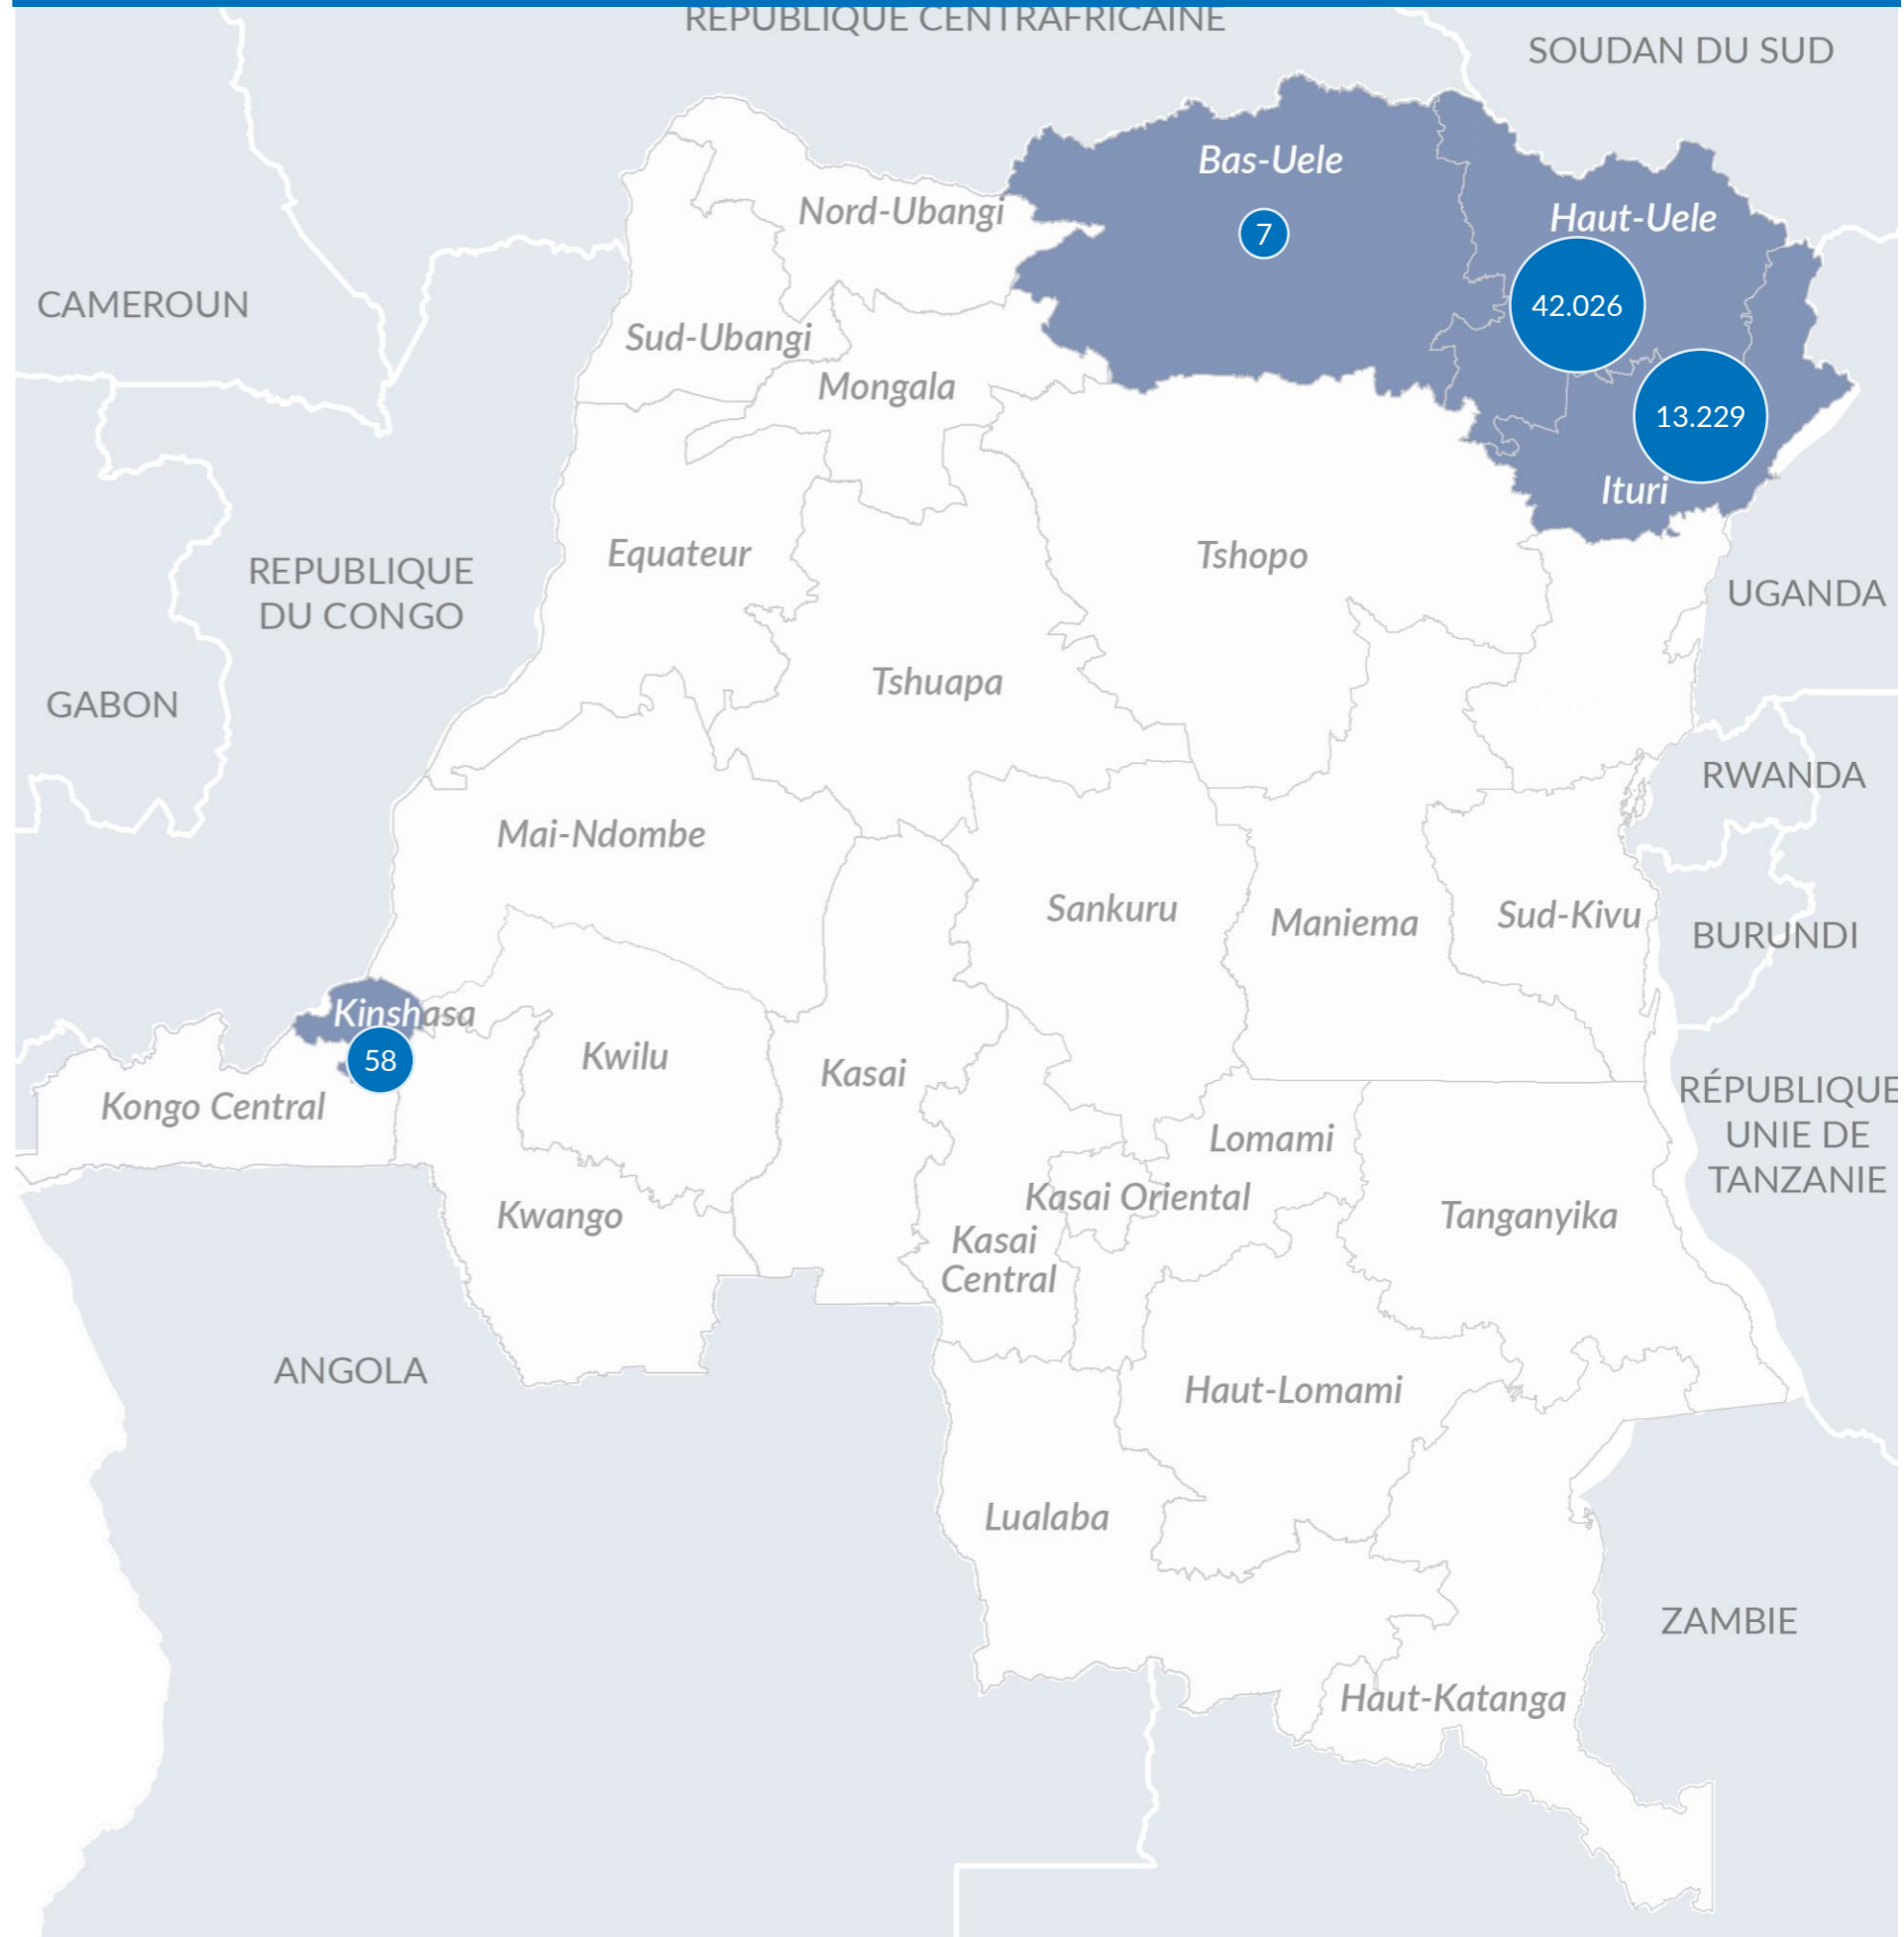 REPUBLIQUE CENTRAFRICAINE
SOUDAN DU SUD
Bas-Uele
7
Haut-Uele
42.026
Nord-Ubangi
CAMEROUN
Sud-Ubangi
Mongala
13.229
Ituri
Equateur
Tshopo
REPUBLIQUE
DU CONGO
UGANDA
Tshuapa
GABON
RWANDA
Mai-Ndombe
Sankuru
Maniema
Sud-Kivu
BURUNDI
Kinshasa
58
Kwilu
Kasai
Kongo Central
RÉPUBLIQUE
UNIE DE
TANZANIE
Lomami
Kasai Oriental
Kwango
Tanganyika
Kasai
Central
ANGOLA
Haut-Lomami
Lualaba
ZAMBIE
Haut-Katanga